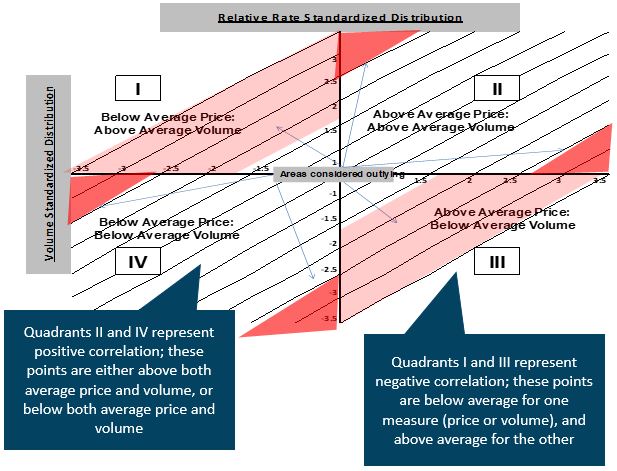 Relative Rate Standardized Distribution
Volume Standardized Distribution
I
Below Average Price:
Above Average Volume
II
Above Average Price:
Above Average Volume
3
2.5
2
1.5
1
-3.5 -3 -2.5 -2 -1.5
Areas considered outlying
1.5 2 2.5 3 3.5
-1
-1.5
-2
-2.5
-3
-3.5
Below Average Price:
Below Average Volume
IV
Above Average Price:
Below Average Volume
III
Quadrants II and IV represent
positive correlation; these
points are either above both
average price and volume, or
below both average price and
volume
Quadrants I and III represent
negative correlation; these points
are below average for one
measure (price or volume), and
above average for the other